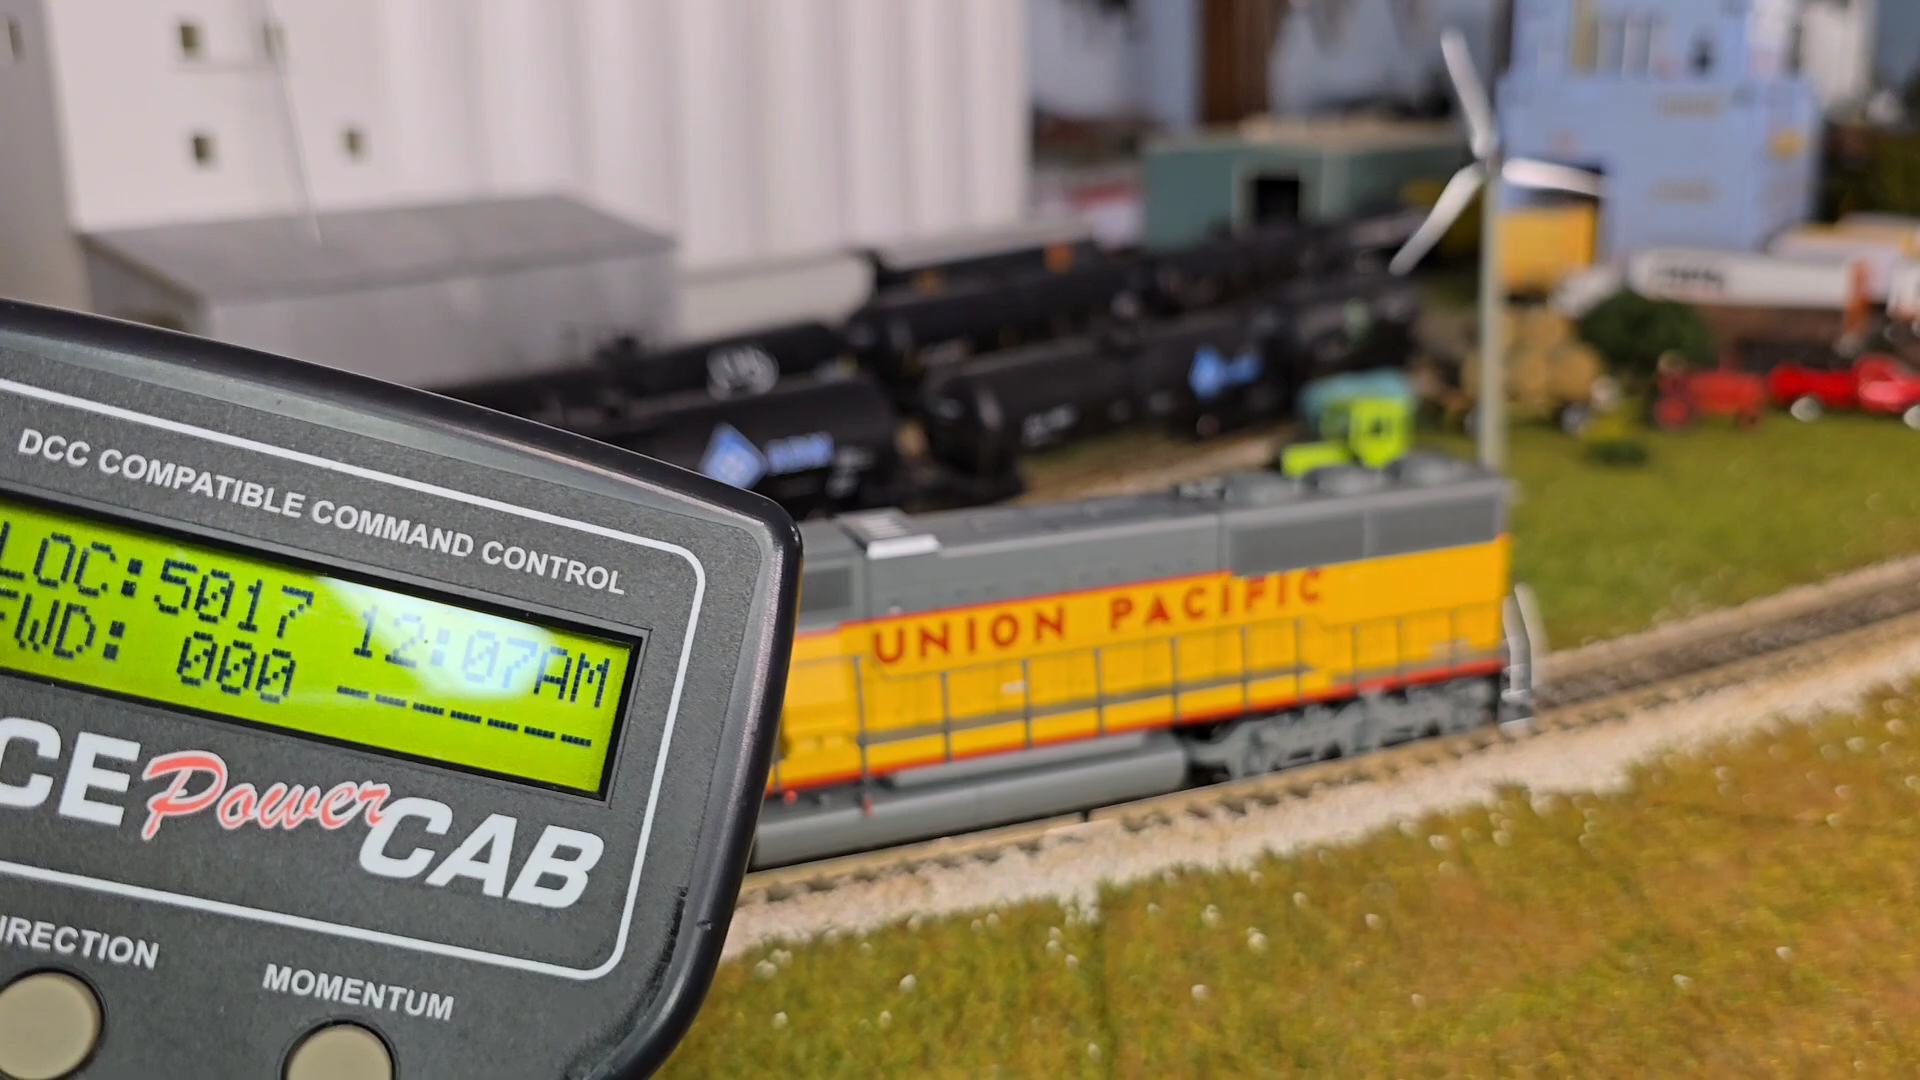 DCC COMPATIBLE COMMAND CONTROL
LOC:5017 12:07AM
FWD: 000 -------
CE Power CAB
IRECTION
MOMENTUM
UNION PACIFIC